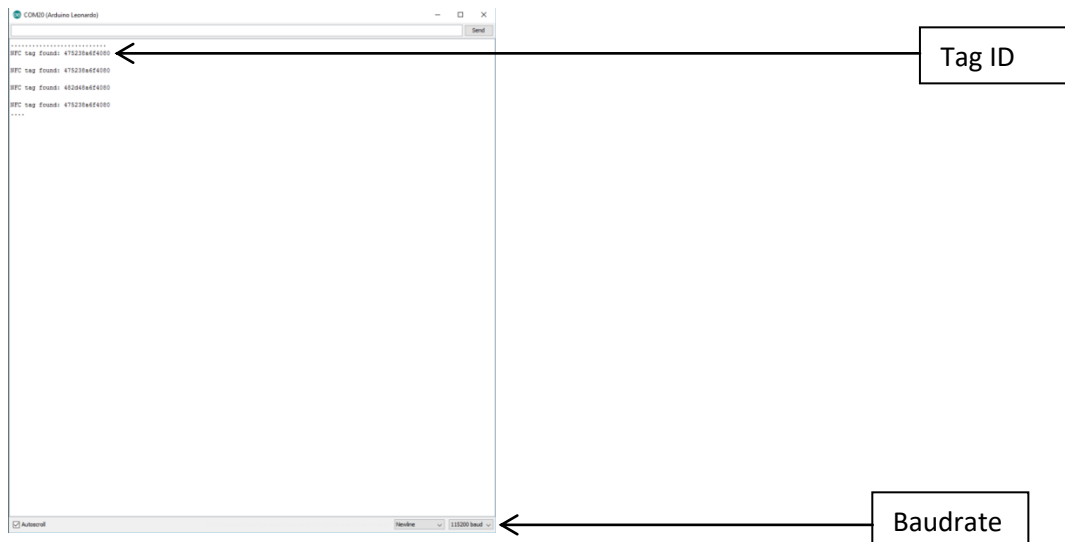 COM20 (Arduino Leonardo)
Send
...........................
NFC tag found: 475238a6f4080
NFC tag found: 475238a6f4080
NFC tag found: 482d48a6f4080
NFC tag found: 475238a6f4080
....
Tag ID
Autoscroll
Newline
115200 baud
Baudrate